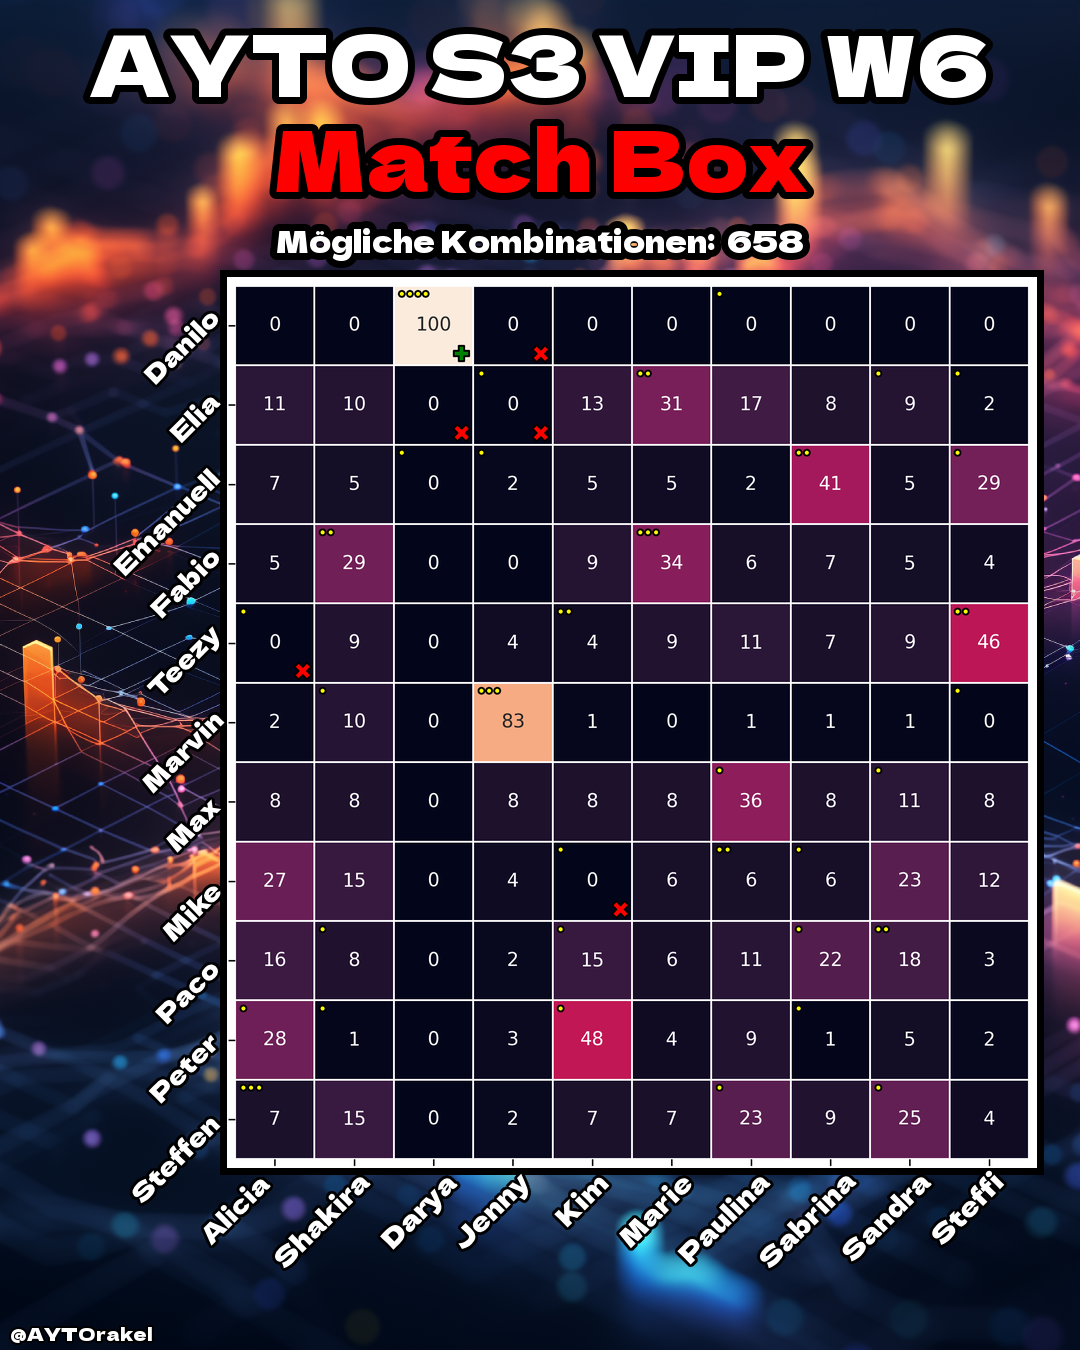 AYTO S3 VIP W6
Match Box
Mögliche Kombinationen: 658
Danilo 0 0 100 0 0 0 0 0 0 0
Elia 11 10 0 0 13 31 17 8 9 2
Emanuell 7 5 0 2 5 5 2 41 5 29
Fabio 5 29 0 0 9 34 6 7 5 4
Teezy 0 9 0 4 4 9 11 7 9 46
Marvin 2 10 0 83 1 0 1 1 1 0
Max 8 8 0 8 8 8 36 8 11 8
Mike 27 15 0 4 0 6 6 6 23 12
Paco 16 8 0 2 15 6 11 22 18 3
Peter 28 1 0 3 48 4 9 1 5 2
Steffen 7 15 0 2 7 7 23 9 25 4
Alicia Shakira Darya Jenny Kim Marie Paulina Sabrina Sandra Steffi
@AYTOrakel